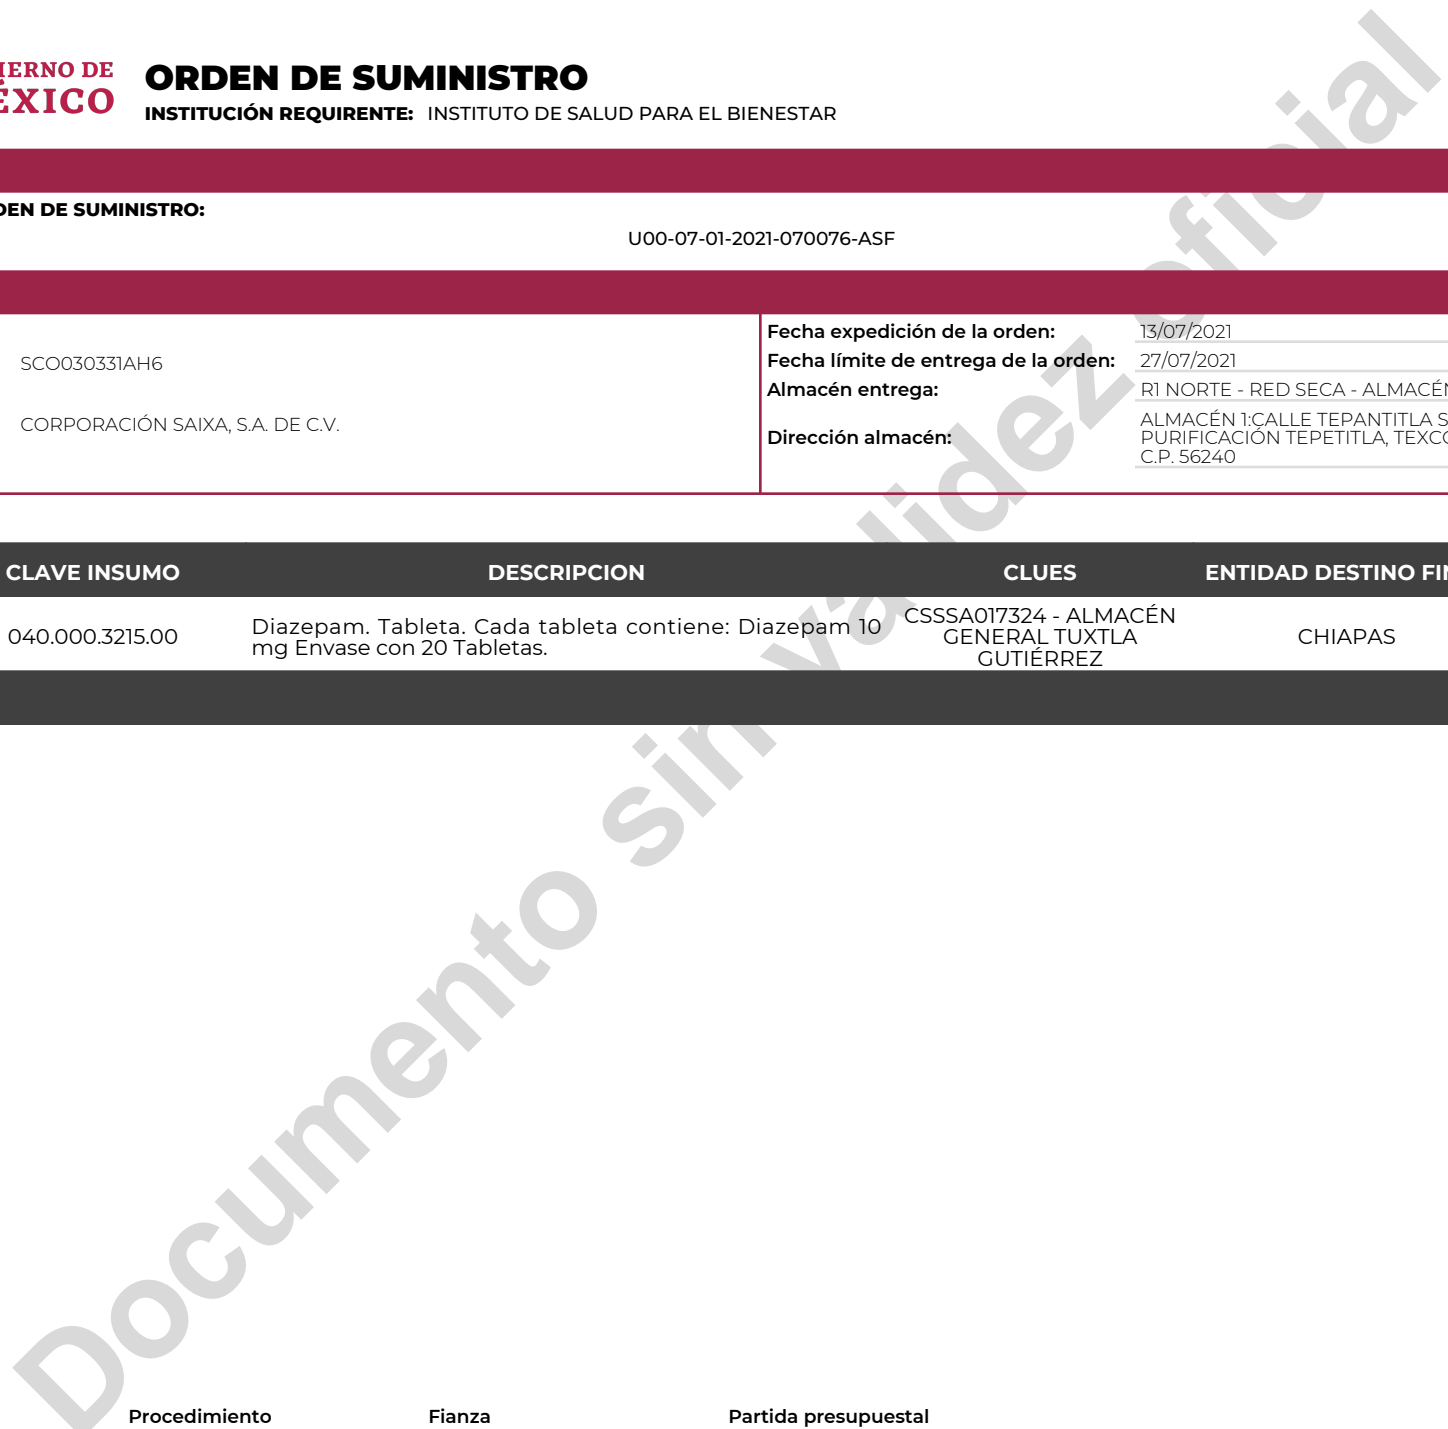 IERNO DE
ÉXICO
ORDEN DE SUMINISTRO
INSTITUCIÓN REQUIRENTE: INSTITUTO DE SALUD PARA EL BIENESTAR
DEN DE SUMINISTRO:
U00-07-01-2021-070076-ASF
SCO030331AH6
CORPORACIÓN SAIXA, S.A. DE C.V.
Fecha expedición de la orden: 13/07/2021
Fecha límite de entrega de la orden: 27/07/2021
Almacén entrega: R1 NORTE - RED SECA - ALMACÉN
Dirección almacén:
ALMACÉN 1:CALLE TEPANTITLA S
PURIFICACIÓN TEPETITLA, TEXCO
C.P. 56240
CLAVE INSUMO DESCRIPCION CLUES ENTIDAD DESTINO FIN
040.000.3215.00
Diazepam. Tableta. Cada tableta contiene: Diazepam 10
mg Envase con 20 Tabletas.
CSSSA017324 - ALMACÉN
GENERAL TUXTLA
GUTIÉRREZ
CHIAPAS
Documento sin validez oficial
Procedimiento Fianza Partida presupuestal